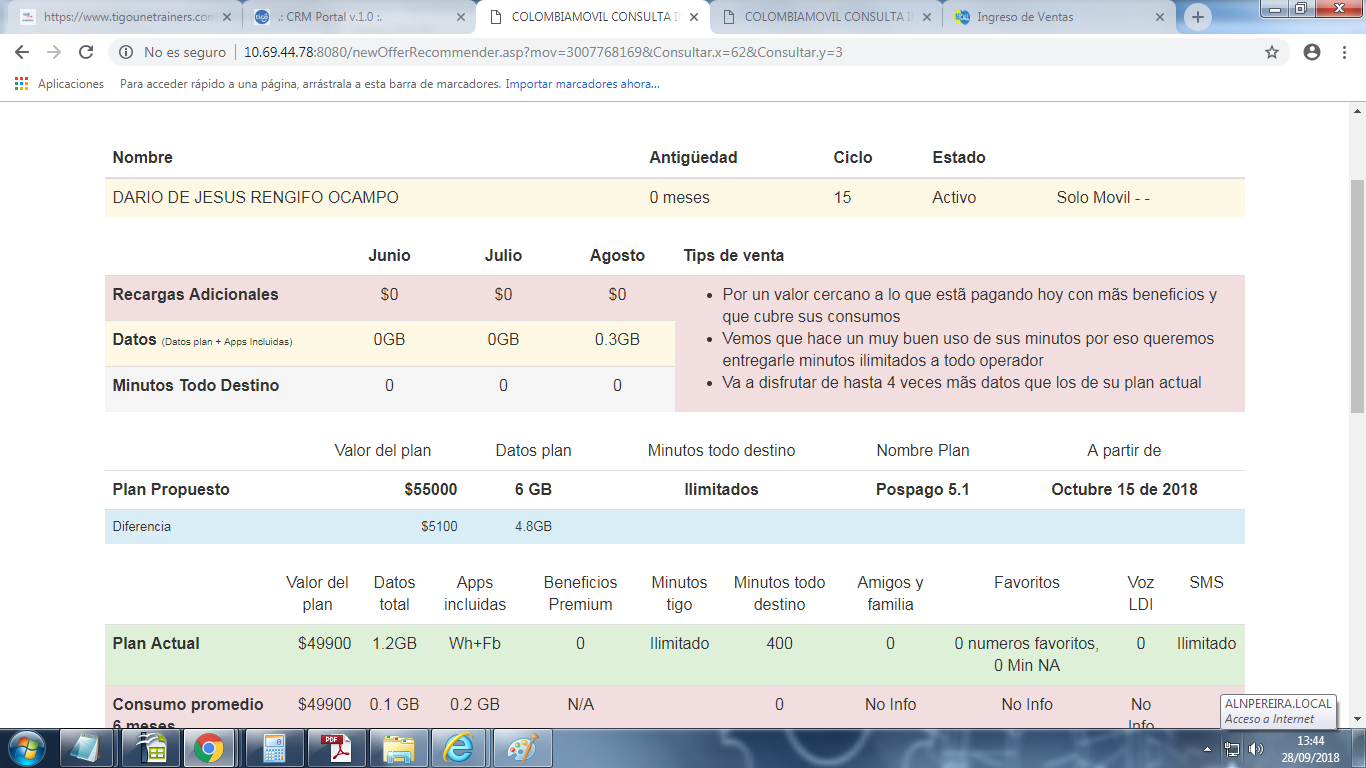 https://www.tigounetrainers.com
.: CRM Portal v.1.0 :.
COLOMBIAMOVIL CONSULTA I
COLOMBIAMOVIL CONSULTA I
Ingreso de Ventas
No es seguro
10.69.44.78:8080/newOfferRecommender.asp?mov=3007768169&Consultar.x=62&Consultar.y=3
Aplicaciones Para acceder rápido a una página, arrástrala a esta barra de marcadores. Importar marcadores ahora...
Nombre Antigüedad Ciclo Estado
DARIO DE JESUS RENGIFO OCAMPO 0 meses 15 Activo Solo Movil - -
Junio Julio Agosto Tips de venta
Recargas Adicionales $0 $0 $0
• Por un valor cercano a lo que estã pagando hoy con mãs beneficios y
que cubre sus consumos
Datos (Datos plan + Apps Incluidas) 0GB 0GB 0.3GB
• Vemos que hace un muy buen uso de sus minutos por eso queremos
entregarle minutos ilimitados a todo operador
Minutos Todo Destino 0 0 0
• Va a disfrutar de hasta 4 veces mãs datos que los de su plan actual
Valor del plan Datos plan Minutos todo destino Nombre Plan A partir de
Plan Propuesto $55000 6 GB Ilimitados Pospago 5.1 Octubre 15 de 2018
Diferencia $5100 4.8GB
Valor del Datos Apps Beneficios Minutos Minutos todo Amigos y Favoritos Voz SMS
plan total incluidas Premium tigo destino familia LDI
Plan Actual $49900 1.2GB Wh+Fb 0 Ilimitado 400 0 0 numeros favoritos, 0 Ilimitado
0 Min NA
Consumo promedio $49900 0.1 GB 0.2 GB N/A 0 No Info No Info No
6 meses Info
ALNPEREIRA.LOCAL
Acceso a Internet
PDF
13:44
28/09/2018